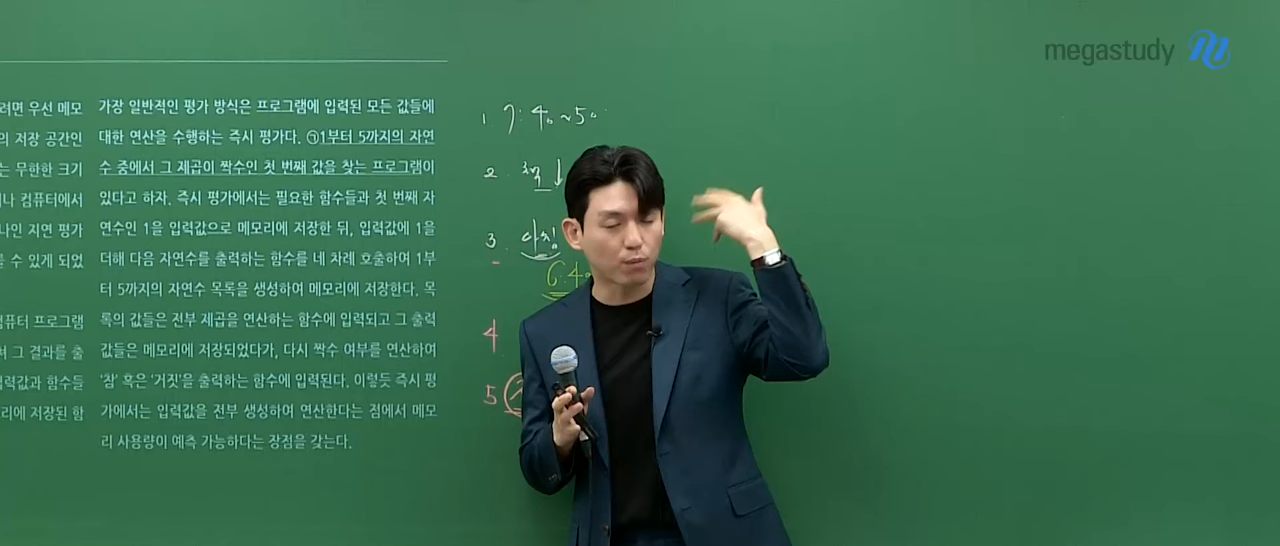 megastudy
려면 우선 메모
의 저장 공간인
는 무한한 크기
나 컴퓨터에서
나인 지연 평가
를 수 있게 되었
컴퓨터 프로그램
쳐 그 결과를 출
입력값과 함수들
리에 저장된 함
가장 일반적인 평가 방식은 프로그램에 입력된 모든 값들에
대한 연산을 수행하는 즉시 평가다. ㉠1부터 5까지의 자연
수 중에서 그 제곱이 짝수인 첫 번째 값을 찾는 프로그램이
있다고 하자. 즉시 평가에서는 필요한 함수들과 첫 번째 자
연수인 1을 입력값으로 메모리에 저장한 뒤, 입력값에 1을
더해 다음 자연수를 출력하는 함수를 네 차례 호출하여 1부
터 5까지의 자연수 목록을 생성하여 메모리에 저장한다. 목
록의 값들은 전부 제곱을 연산하는 함수에 입력되고 그 출력
값들은 메모리에 저장되었다가, 다시 짝수 여부를 연산하여
‘참’ 혹은 ‘거짓’을 출력하는 함수에 입력된다. 이렇듯 즉시 평
가에서는 입력값을 전부 생성하여 연산한다는 점에서 메모
리 사용량이 예측 가능하다는 장점을 갖는다.
1. 7:40~50
2. 책↓
3. 아침
6:40
4
5